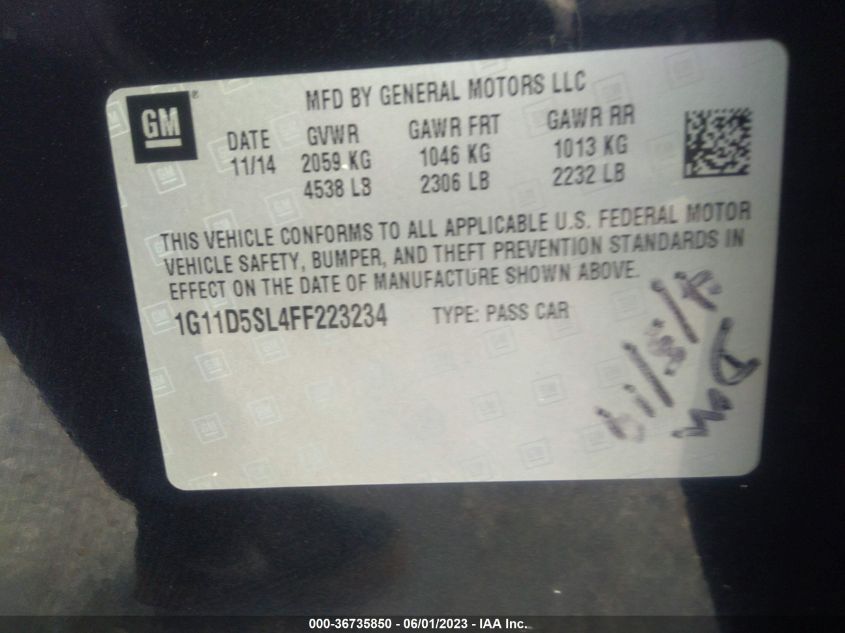 GM
MFD BY GENERAL MOTORS LLC
DATE GVWR GAWR FRT GAWR RR
11/14 2059 KG 1046 KG 1013 KG
4538 LB 2306 LB 2232 LB
THIS VEHICLE CONFORMS TO ALL APPLICABLE U.S. FEDERAL MOTOR
VEHICLE SAFETY, BUMPER, AND THEFT PREVENTION STANDARDS IN
EFFECT ON THE DATE OF MANUFACTURE SHOWN ABOVE.
1G11D5SL4FF223234 TYPE: PASS CAR
000-36735850 - 06/01/2023 - IAA Inc.